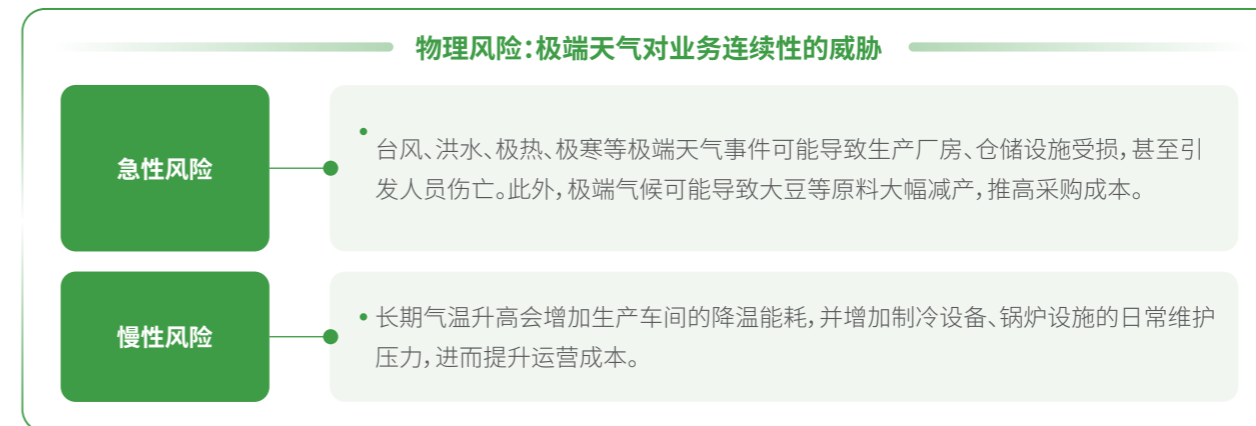 物理风险：极端天气对业务连续性的威胁
急性风险
• 台风、洪水、极热、极寒等极端天气事件可能导致生产厂房、仓储设施受损，甚至引
发人员伤亡。此外，极端气候可能导致大豆等原料大幅减产，推高采购成本。
慢性风险
• 长期气温升高会增加生产车间的降温能耗，并增加制冷设备、锅炉设施的日常维护
压力，进而提升运营成本。